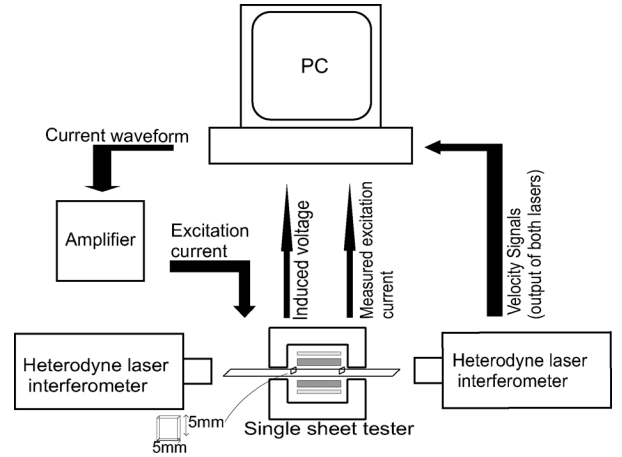 PC
Current waveform
Amplifier
Excitation
current
Induced voltage
Measured excitation
current
Velocity Signals
(output of both lasers)
Heterodyne laser
interferometer
Heterodyne laser
interferometer
5mm
5mm
Single sheet tester